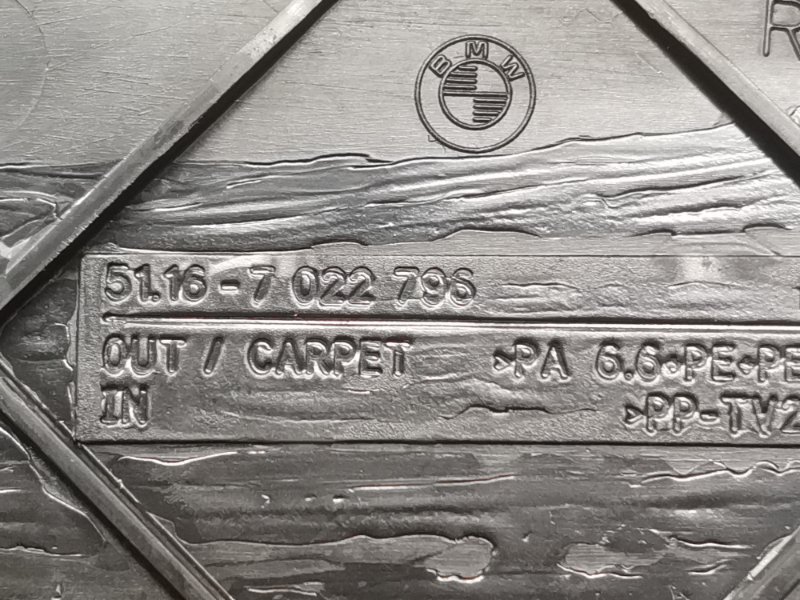 BMW
R
51.16 - 7 022 796
OUT / CARPET >PA 6.6+PE+PE
IN >PP-TV2